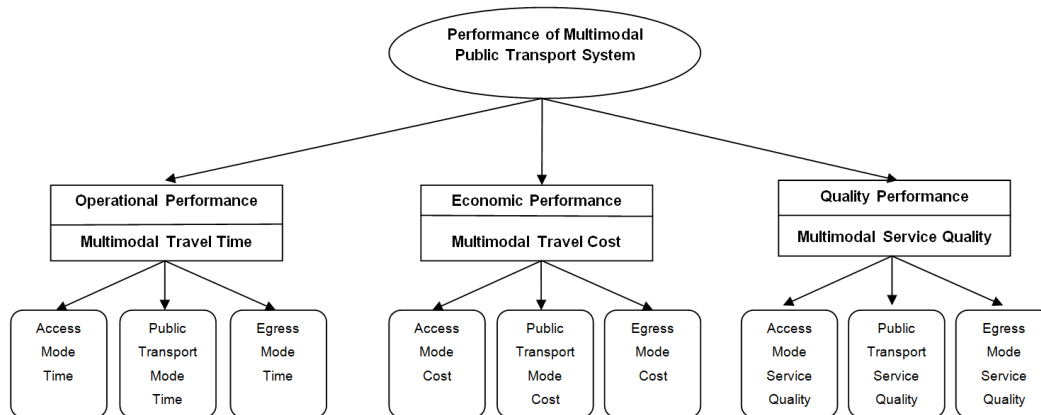 Performance of Multimodal
Public Transport System
Operational Performance
Multimodal Travel Time
Economic Performance
Multimodal Travel Cost
Quality Performance
Multimodal Service Quality
Access
Mode
Time
Public
Transport
Mode
Time
Egress
Mode
Time
Access
Mode
Cost
Public
Transport
Mode
Cost
Egress
Mode
Cost
Access
Mode
Service
Quality
Public
Transport
Service
Quality
Egress
Mode
Service
Quality